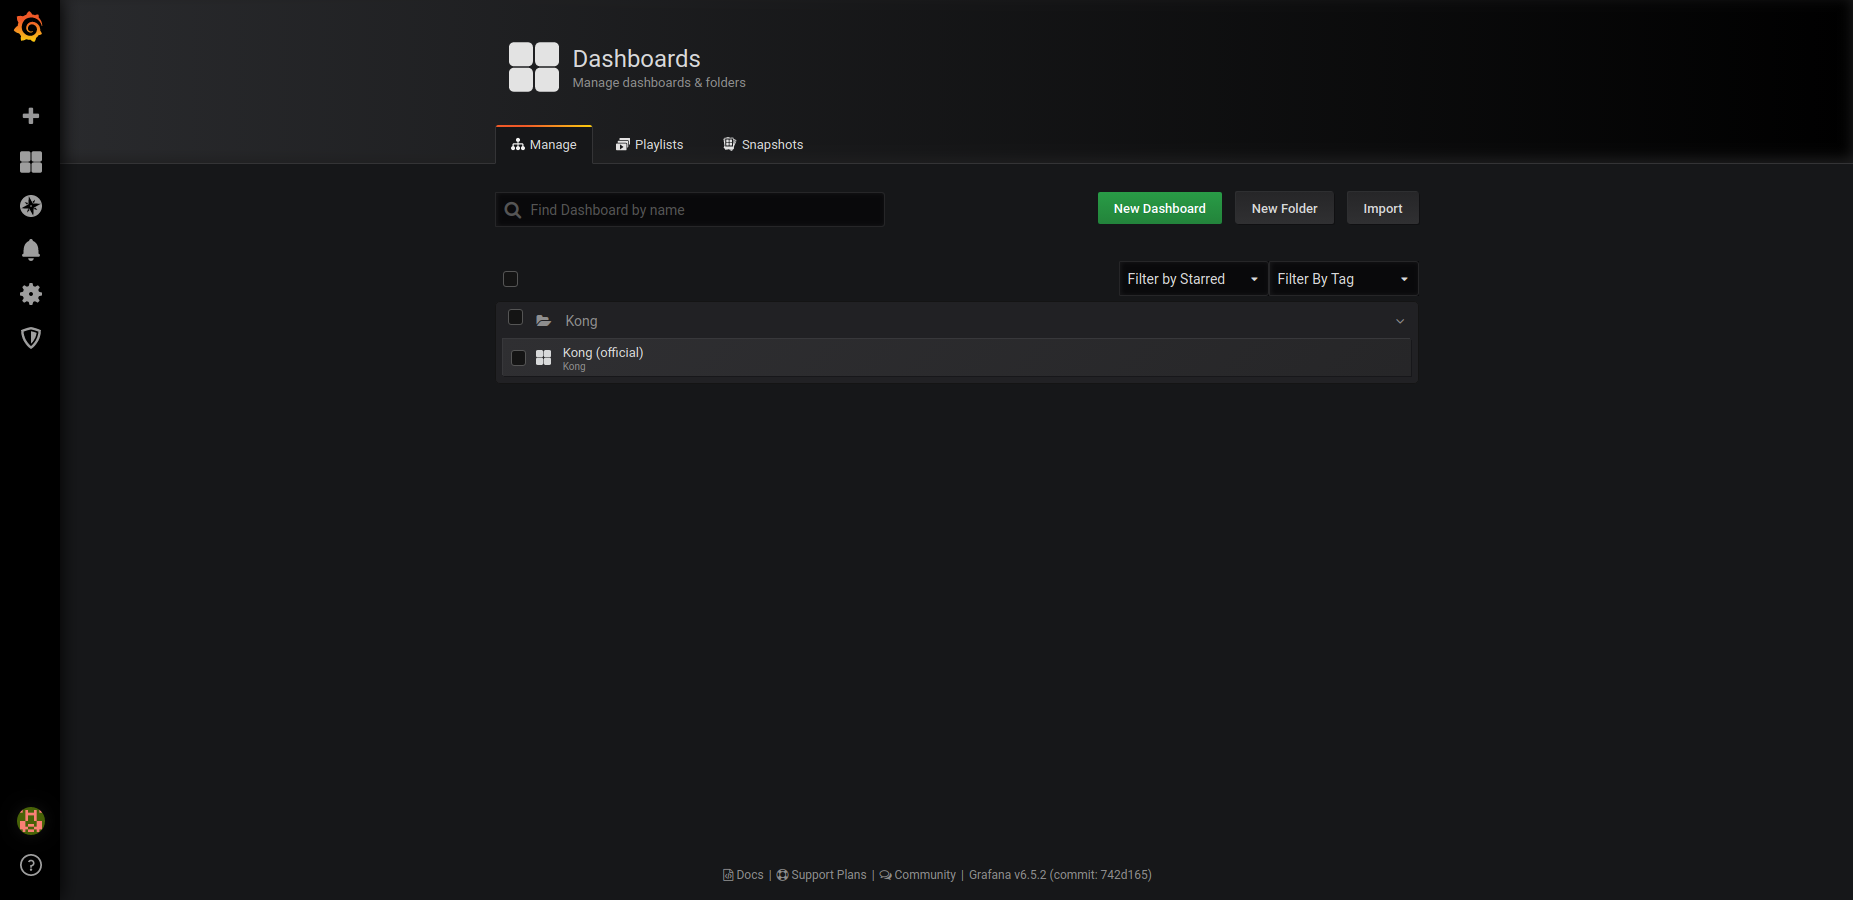 Dashboards
Manage dashboards & folders
Manage
Playlists
Snapshots
Find Dashboard by name
New Dashboard
New Folder
Import
Filter by Starred
Filter By Tag
Kong
Kong (official)
Kong
Docs | Support Plans | Community | Grafana v6.5.2 (commit: 742d165)